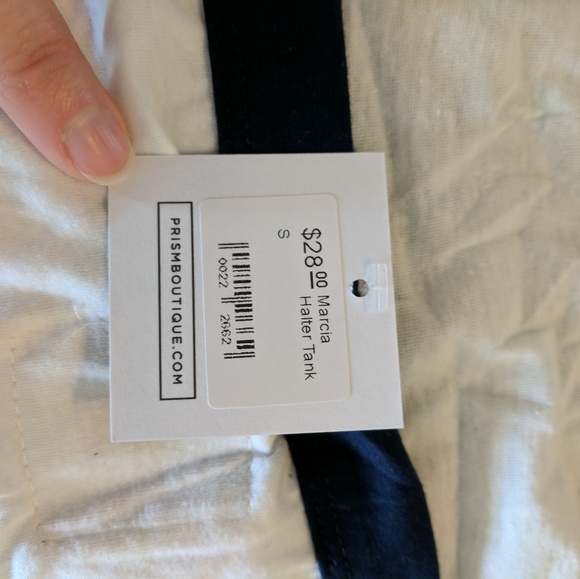 $28.00 Marcia
Halter Tank
S
0022 2662
PRISMBOUTIQUE.COM